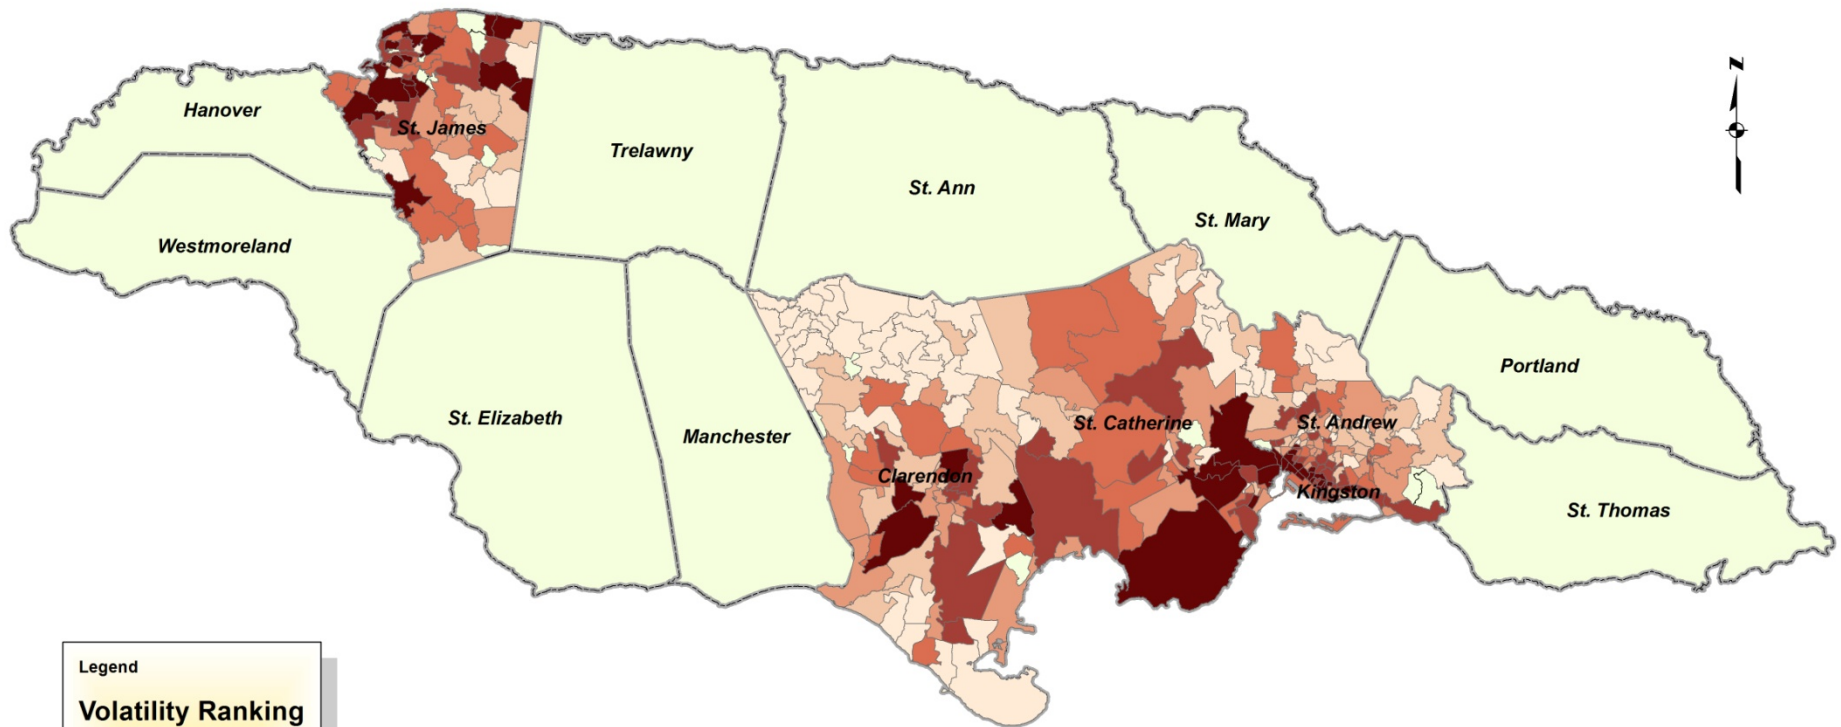 N
Hanover
St. James
Trelawny
St. Ann
St. Mary
Westmoreland
Portland
St. Elizabeth
Manchester
St. Catherine
St. Andrew
Clarendon
Kingston
St. Thomas
Legend
Volatility Ranking